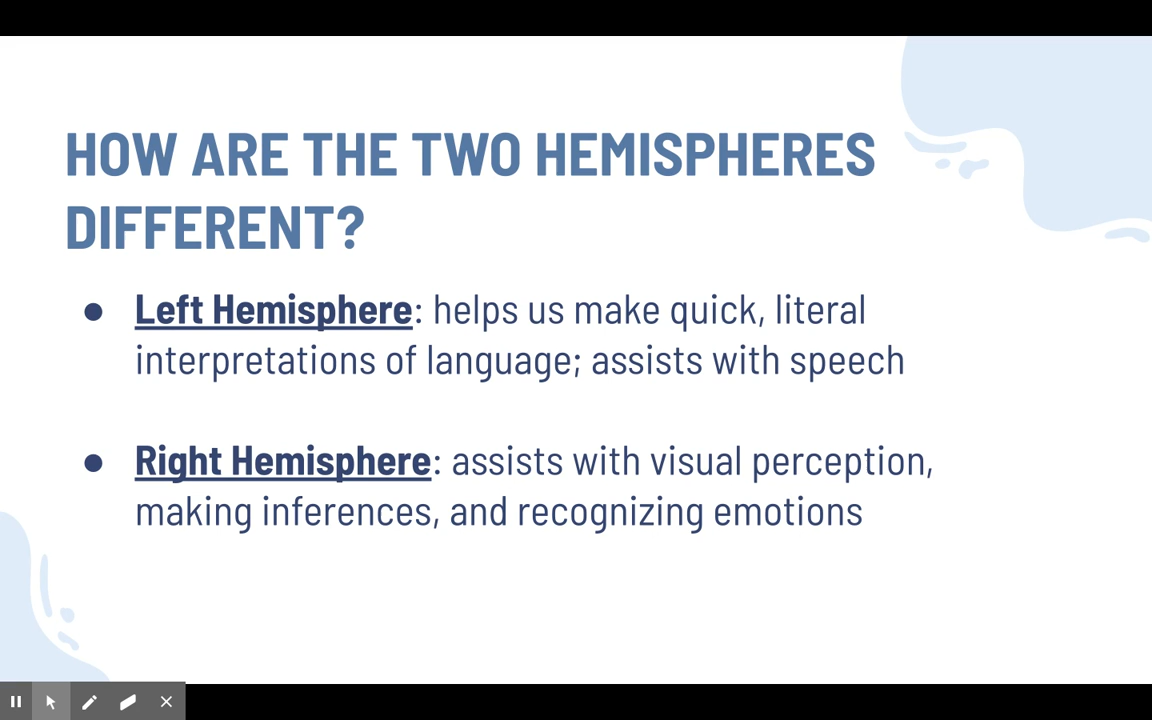 HOW ARE THE TWO HEMISPHERES
DIFFERENT?
● Left Hemisphere: helps us make quick, literal
interpretations of language; assists with speech
● Right Hemisphere: assists with visual perception,
making inferences, and recognizing emotions